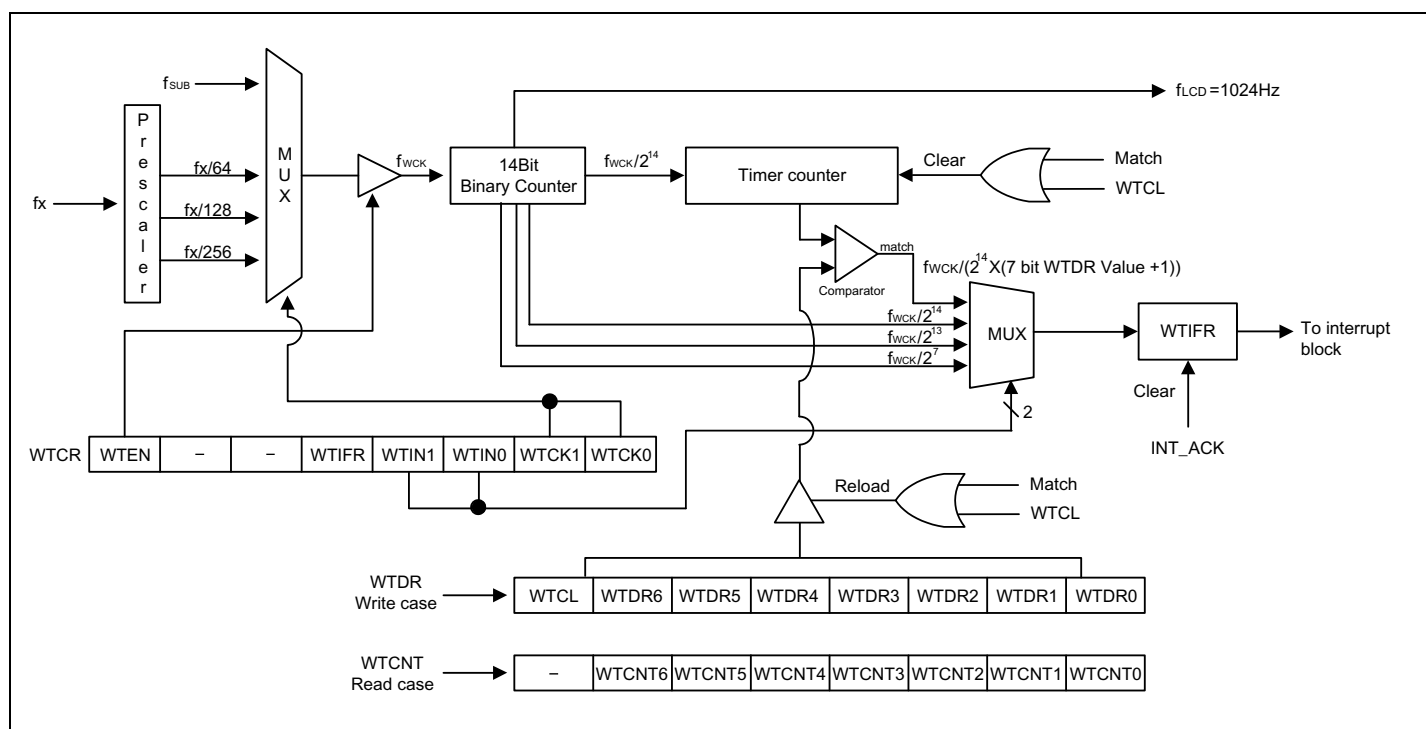 fSUB
fLCD=1024Hz
Prescaler
MUX
fx
fx/64
fx/128
fx/256
fWCK
14Bit
Binary Counter
fWCK/2^14
Timer counter
Clear
Match
WTCL
match
Comparator
fWCK/(2^14 X(7 bit WTDR Value +1))
fWCK/2^14
fWCK/2^13
fWCK/2^7
MUX
2
WTIFR
To interrupt
block
Clear
INT_ACK
WTCR WTEN – – WTIFR WTIN1 WTIN0 WTCK1 WTCK0
Reload
Match
WTCL
WTDR
Write case
WTCL WTDR6 WTDR5 WTDR4 WTDR3 WTDR2 WTDR1 WTDR0
WTCNT
Read case
– WTCNT6 WTCNT5 WTCNT4 WTCNT3 WTCNT2 WTCNT1 WTCNT0